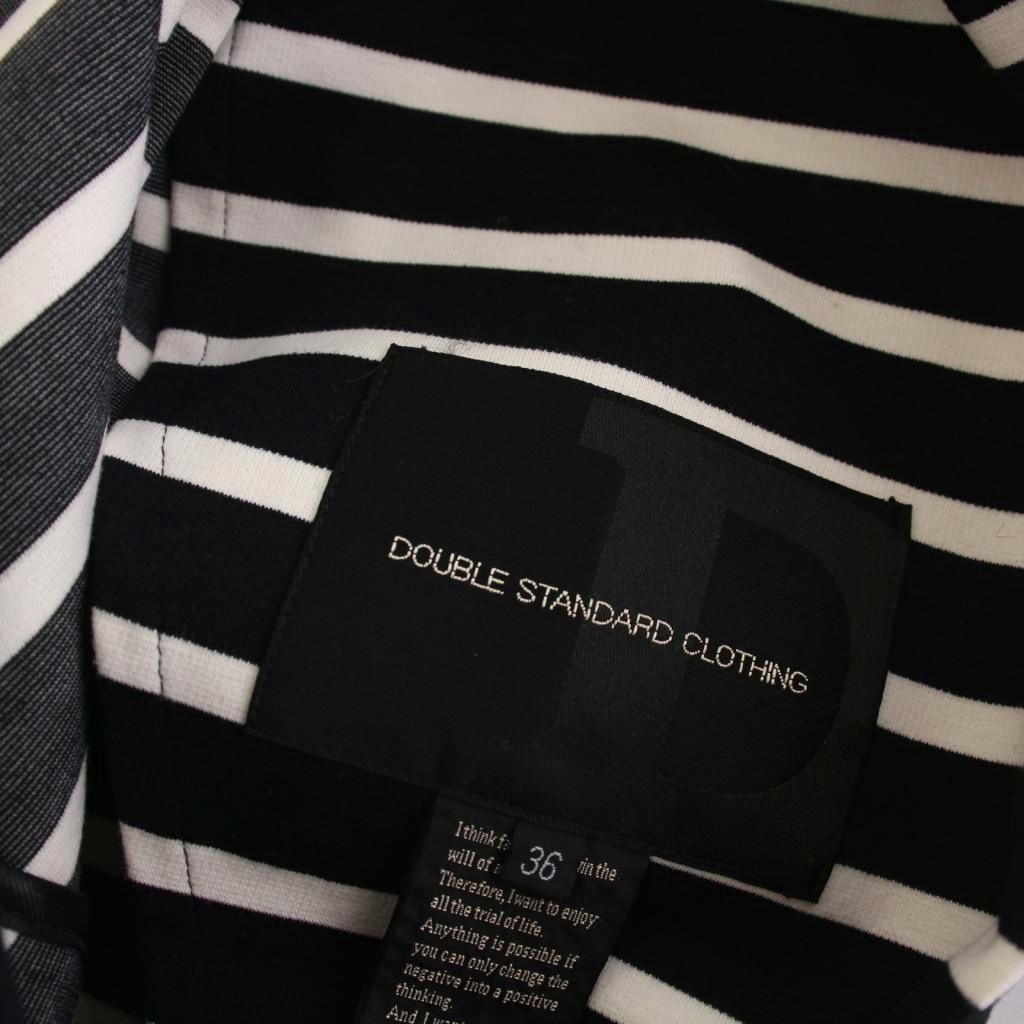 DOUBLE STANDARD CLOTHING
36
I think in the
will of
Therefore, I want to enjoy
all the trial of life.
Anything is possible if
you can only change the
negative into a positive
thinking.
And I